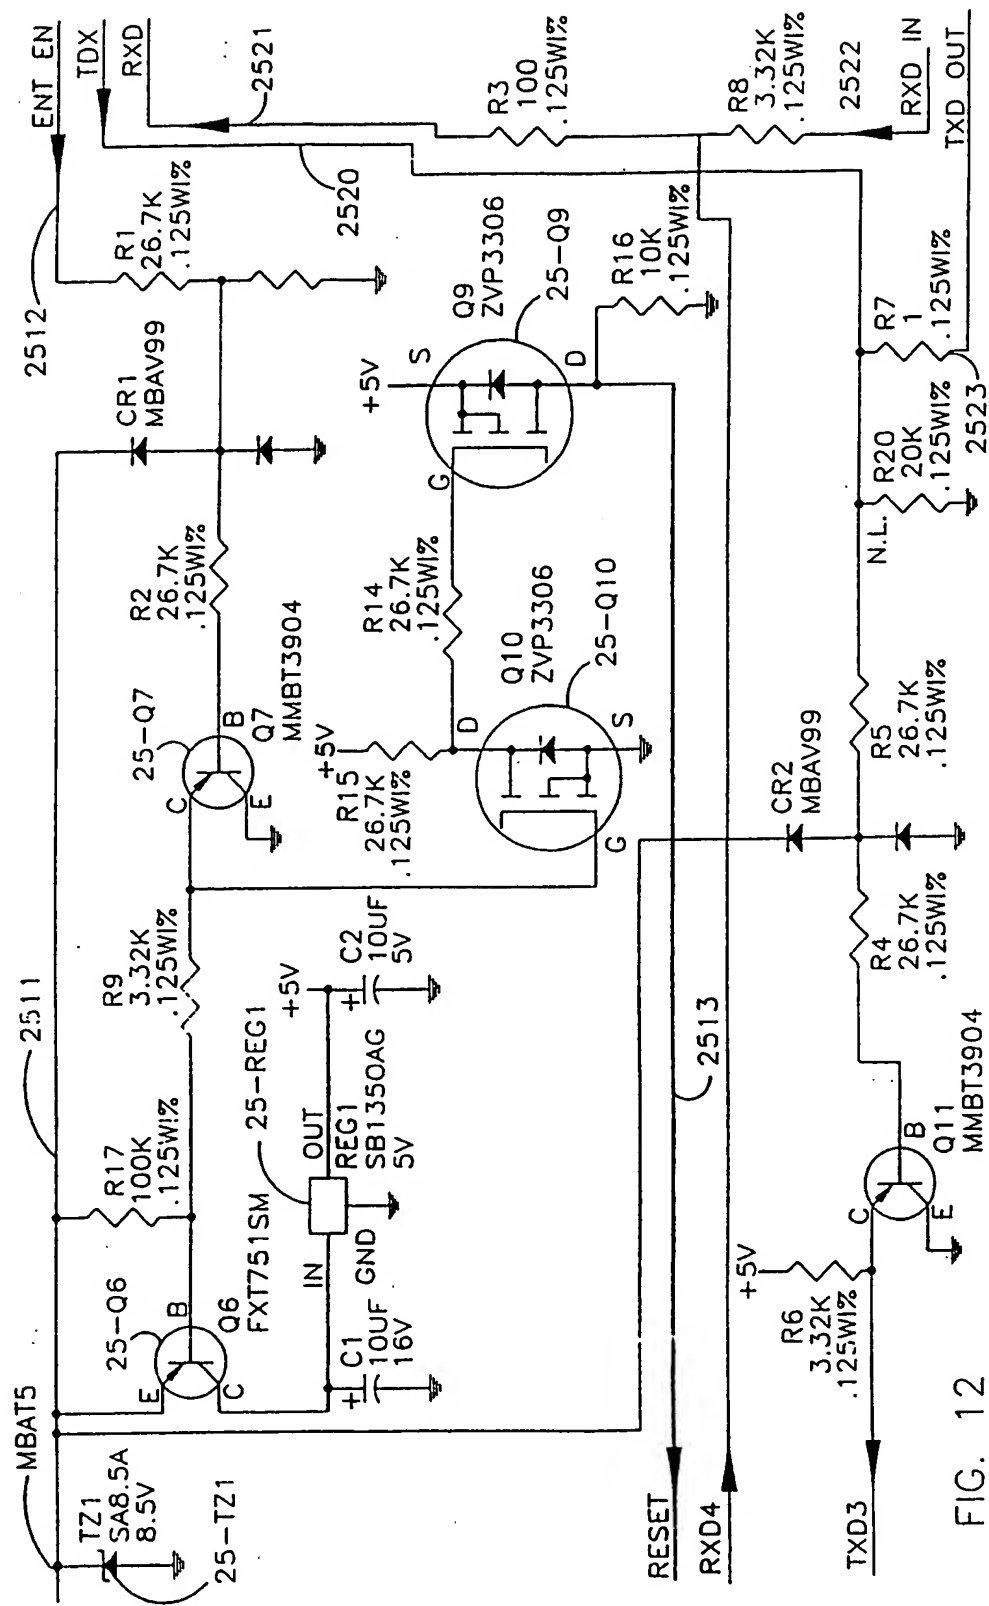 MBAT5
TZ1
SA8.5A
8.5V
25-TZ1
25-Q6
E
B
C
Q6
FXT751SM
R17
100K
.125W1%
2511
R9
3.32K
.125W1%
25-Q7
C
B
E
Q7
MMBT3904
R2
26.7K
.125W1%
CR1
MBAV99
2512
R1
26.7K
.125W1%
ENT EN
TDX
RXD
2520
2521
C1
10UF
16V
+
IN
GND
OUT
REG1
SB1350AG
5V
25-REG1
+5V
+
C2
10UF
5V
+5V
R15
26.7K
.125W1%
D
G
S
Q10
ZVP3306
25-Q10
R14
26.7K
.125W1%
+5V
G
S
D
Q9
ZVP3306
25-Q9
R16
10K
.125W1%
R3
100
.125W1%
R8
3.32K
.125W1%
2522
RXD IN
TXD OUT
RESET
RXD4
2513
TXD3
+5V
R6
3.32K
.125W1%
C
B
E
Q11
MMBT3904
R4
26.7K
.125W1%
CR2
MBAV99
R5
26.7K
.125W1%
N.L.
R20
20K
.125W1%
R7
1
.125W1%
2523
FIG. 12